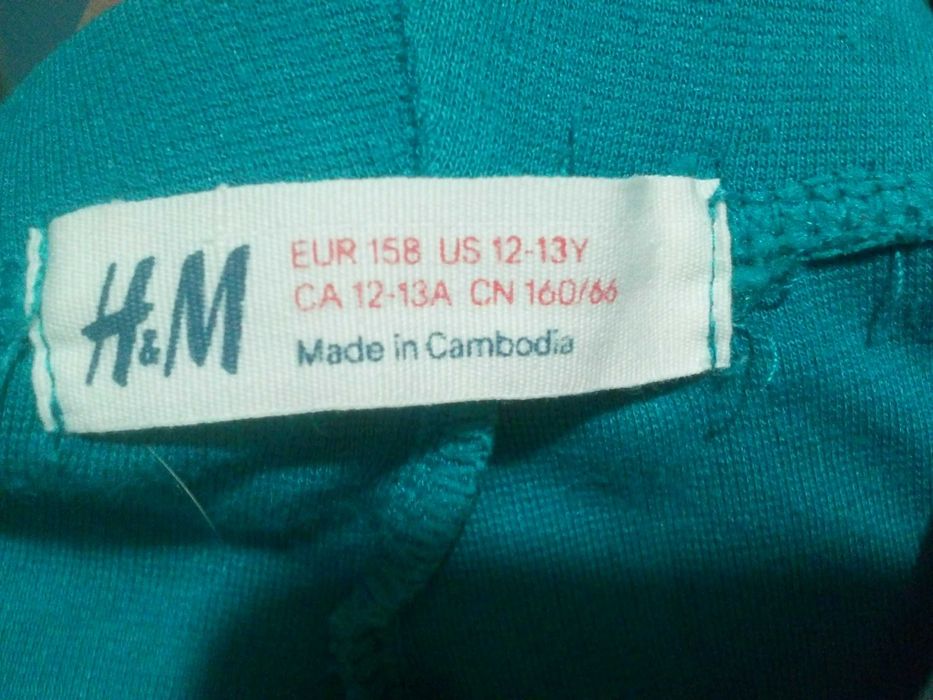 H&M
EUR 158 US 12-13Y
CA 12-13A CN 160/66
Made in Cambodia